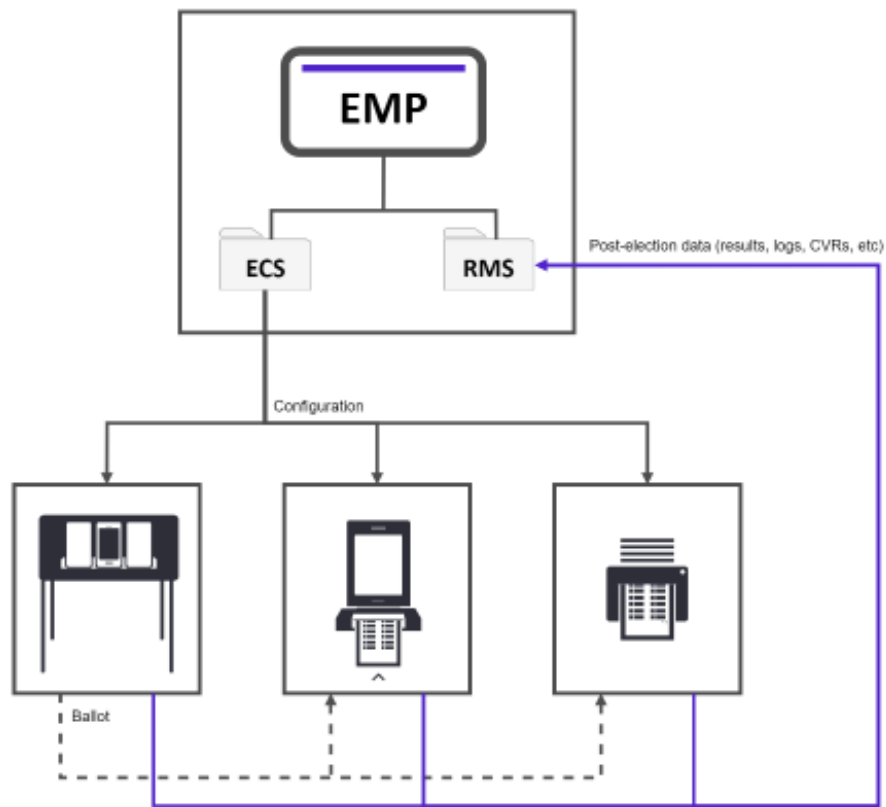 EMP
ECS
RMS
Post-election data (results, logs, CVRs, etc)
Configuration
Ballot